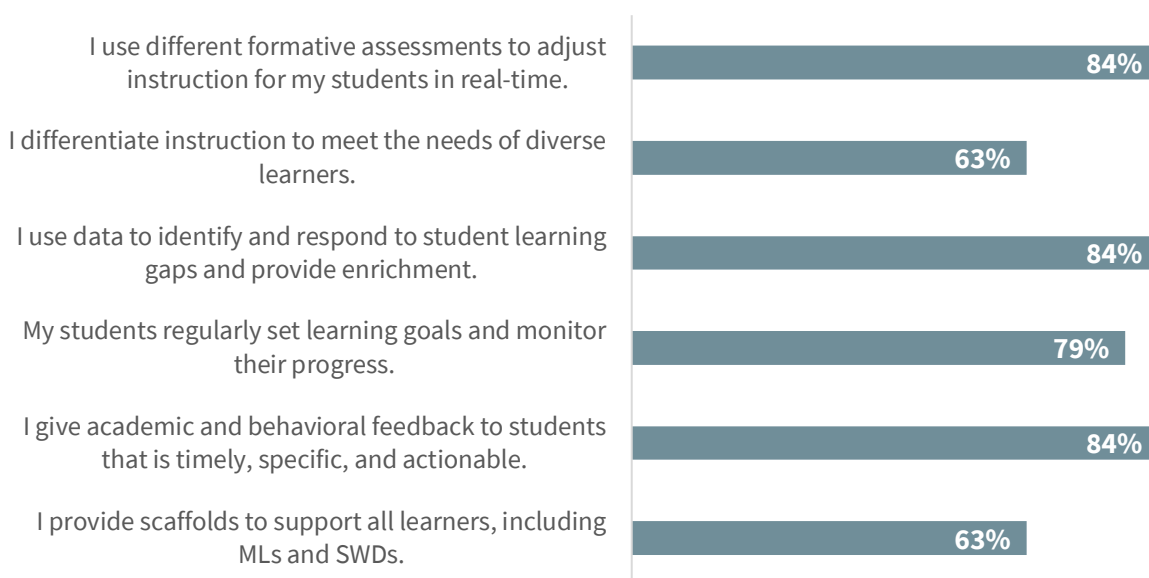 I use different formative assessments to adjust
instruction for my students in real-time.
84%
I differentiate instruction to meet the needs of diverse
learners.
63%
I use data to identify and respond to student learning
gaps and provide enrichment.
84%
My students regularly set learning goals and monitor
their progress.
79%
I give academic and behavioral feedback to students
that is timely, specific, and actionable.
84%
I provide scaffolds to support all learners, including
MLs and SWDs.
63%